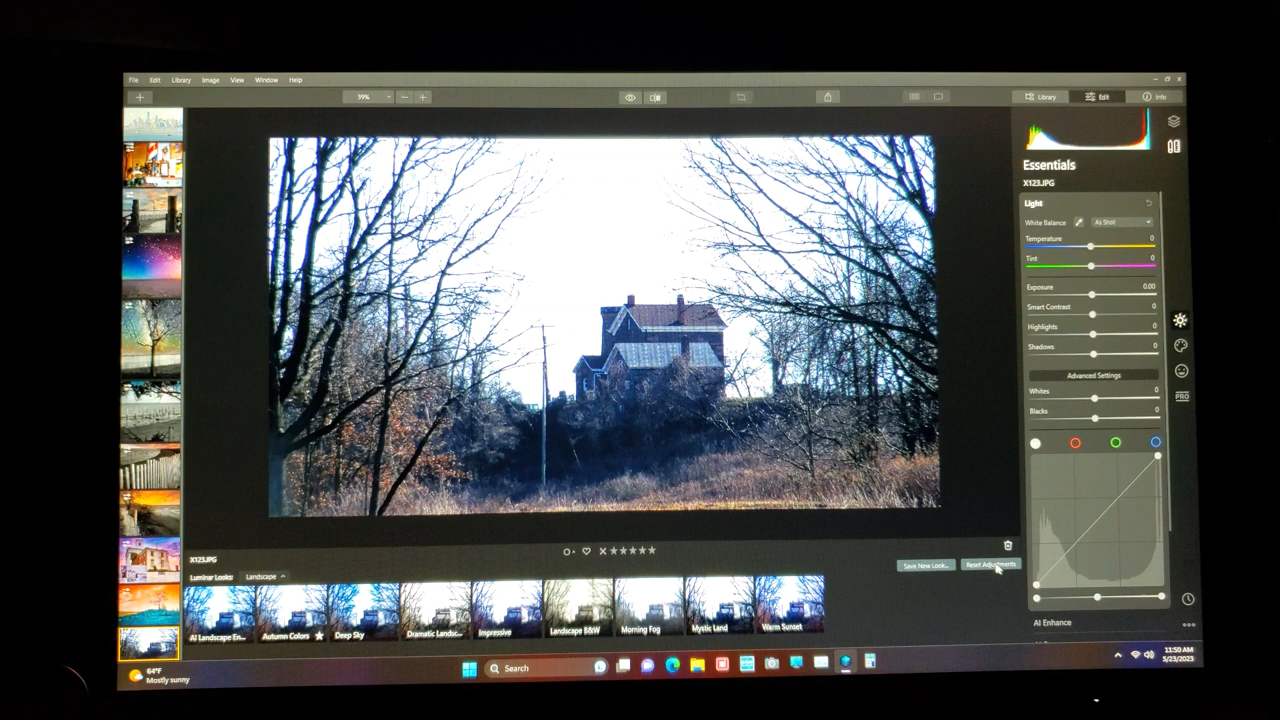 File Edit Library Image View Window Help
39%
Library Edit Info
Essentials
X123.JPG
Light
White Balance As Shot
Temperature 0
Tint 0
Exposure 0.00
Smart Contrast 0
Highlights 0
Shadows 0
Advanced Settings
Whites 0
Blacks 0
PRO
X123.JPG
Save New Look... Reset Adjustments
Luminar Looks: Landscape
AI Landscape En... Autumn Colors Deep Sky Dramatic Landsc... Impressive Landscape B&W Morning Fog Mystic Land Warm Sunset
AI Enhance
64°F
Mostly sunny
Search
11:50 AM
5/23/2023